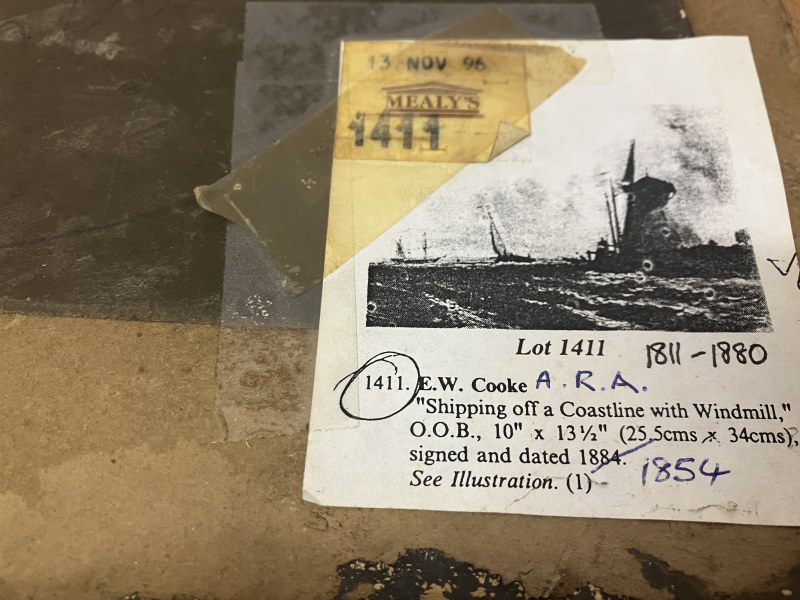 13 NOV 96
MEALY'S
1411
Lot 1411 1811-1880
1411. E.W. Cooke A.R.A.
"Shipping off a Coastline with Windmill,"
O.O.B., 10" x 13½" (25.5cms x 34cms),
signed and dated 1884.
See Illustration. (1) 1854